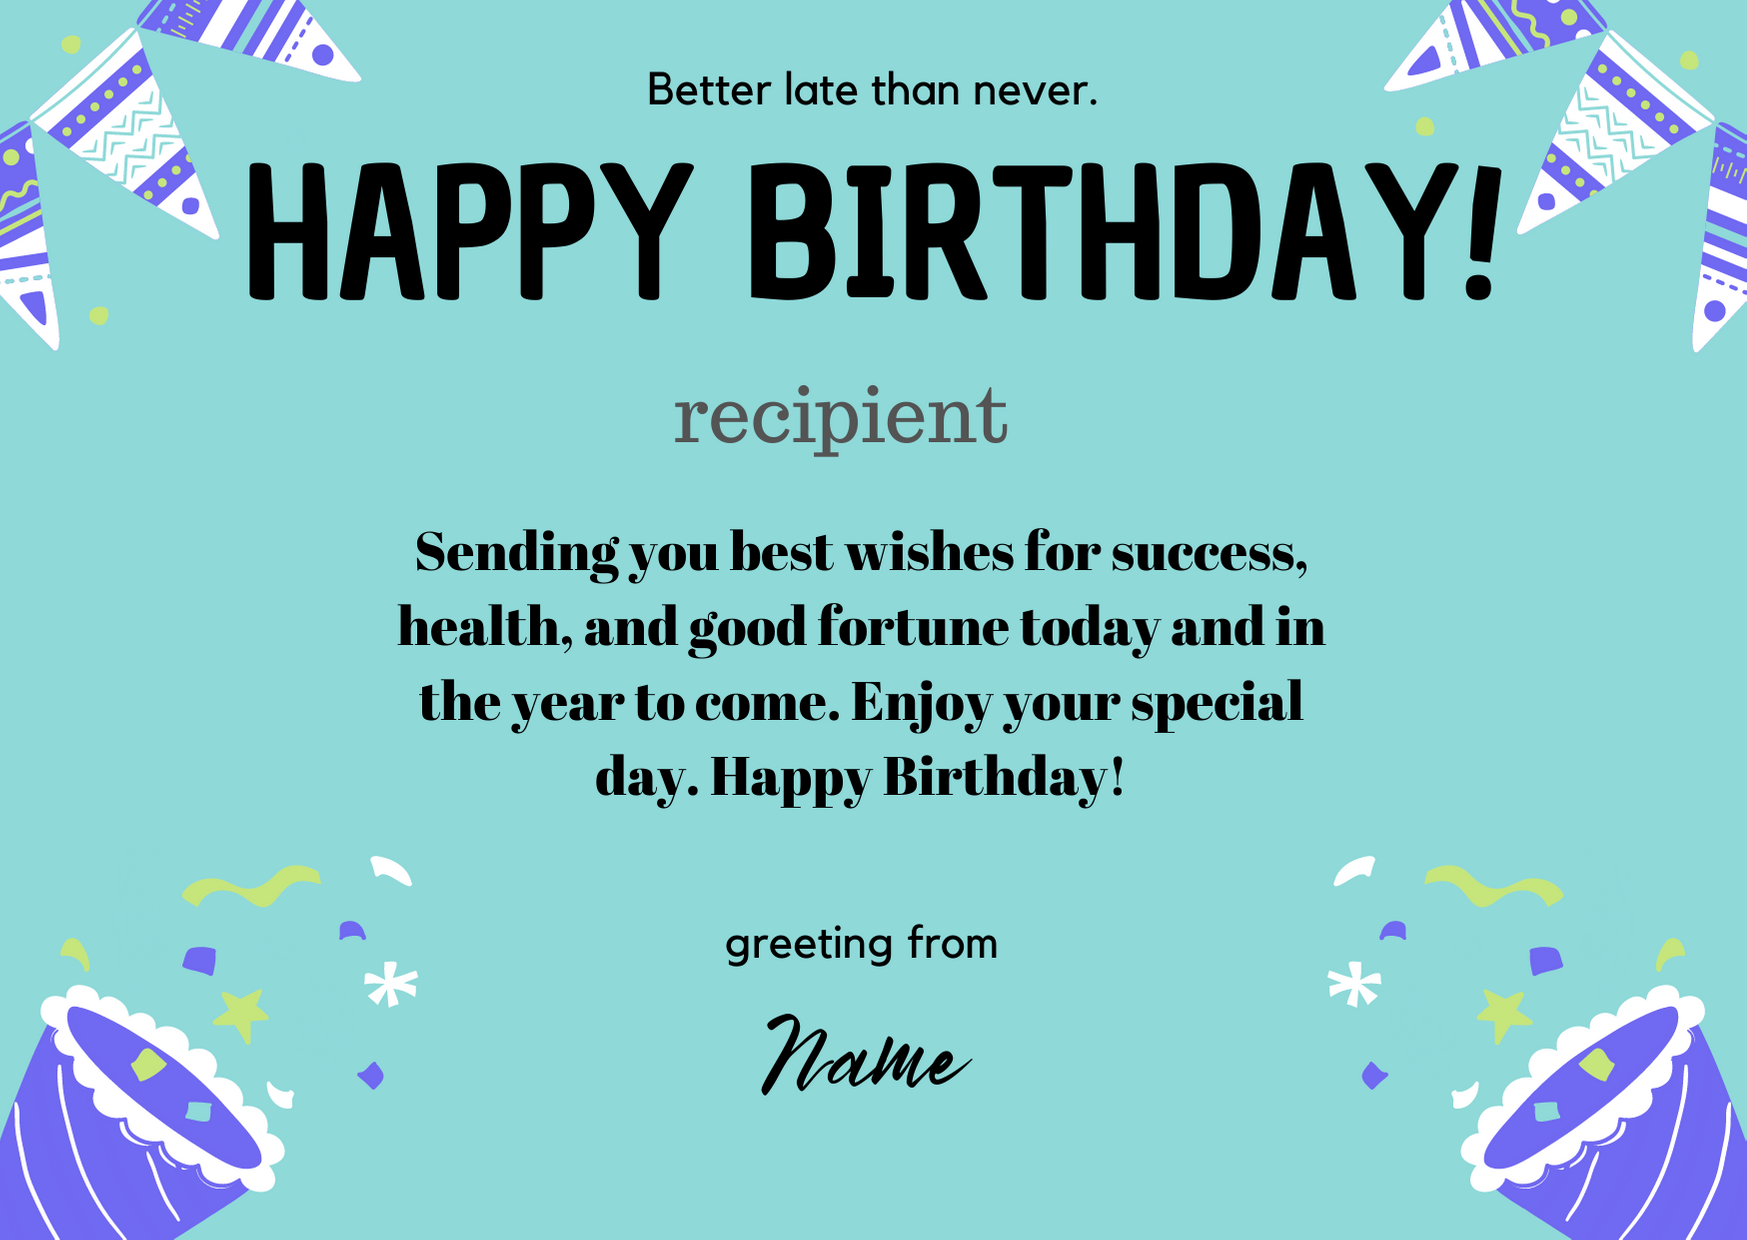 Better late than never.
HAPPY BIRTHDAY!
recipient
Sending you best wishes for success,
health, and good fortune today and in
the year to come. Enjoy your special
day. Happy Birthday!
greeting from
Name